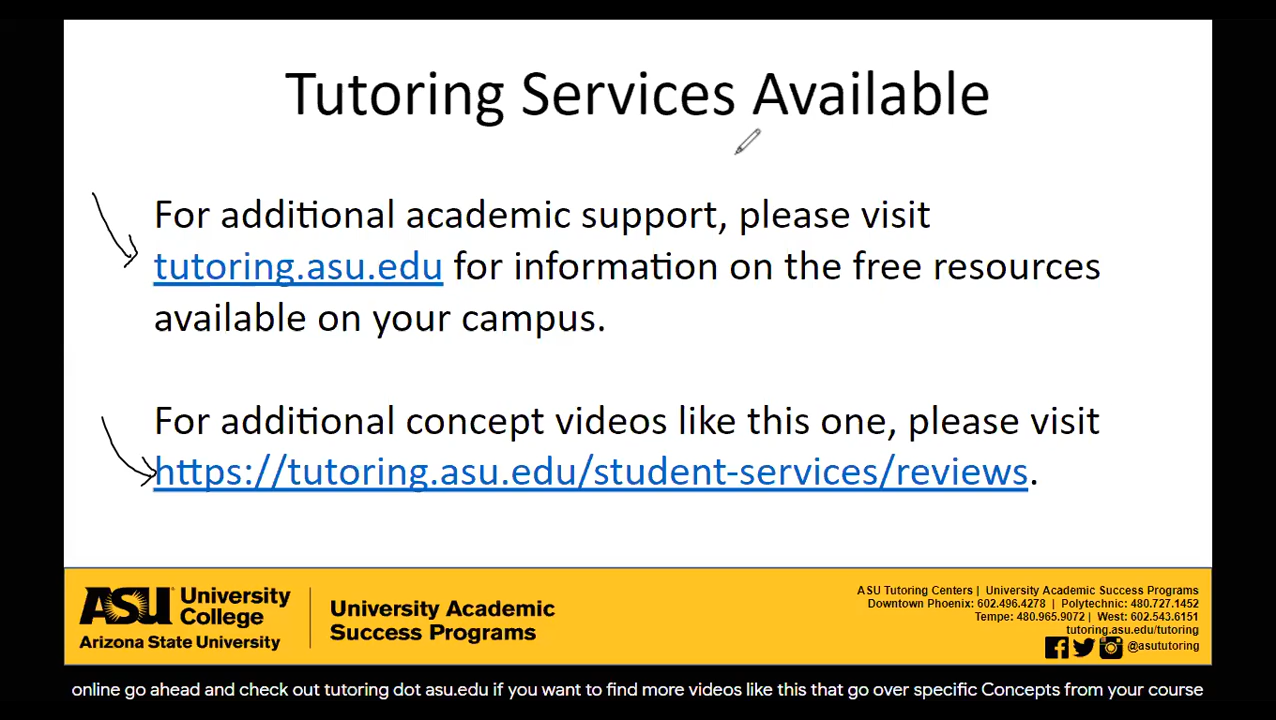 Tutoring Services Available
For additional academic support, please visit
tutoring.asu.edu for information on the free resources
available on your campus.
For additional concept videos like this one, please visit
https://tutoring.asu.edu/student-services/reviews.
ASU University
College
Arizona State University
University Academic
Success Programs
ASU Tutoring Centers | University Academic Success Programs
Downtown Phoenix: 602.496.4278 | Polytechnic: 480.727.1452
Tempe: 480.965.9072 | West: 602.543.6151
tutoring.asu.edu/tutoring
@asututoring
online go ahead and check out tutoring dot asu.edu if you want to find more videos like this that go over specific Concepts from your course